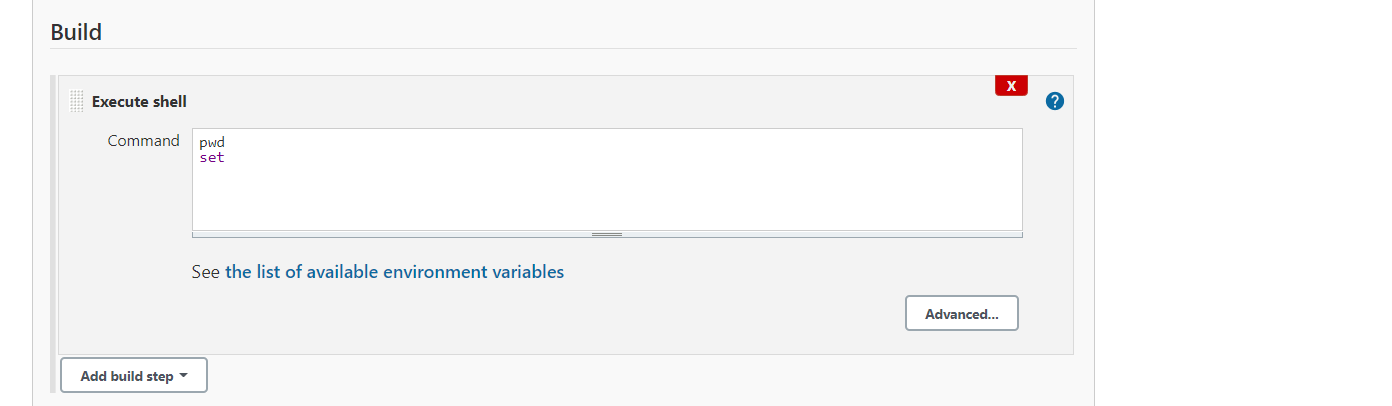 Build
Execute shell
X
?
Command
pwd
set
See the list of available environment variables
Advanced...
Add build step